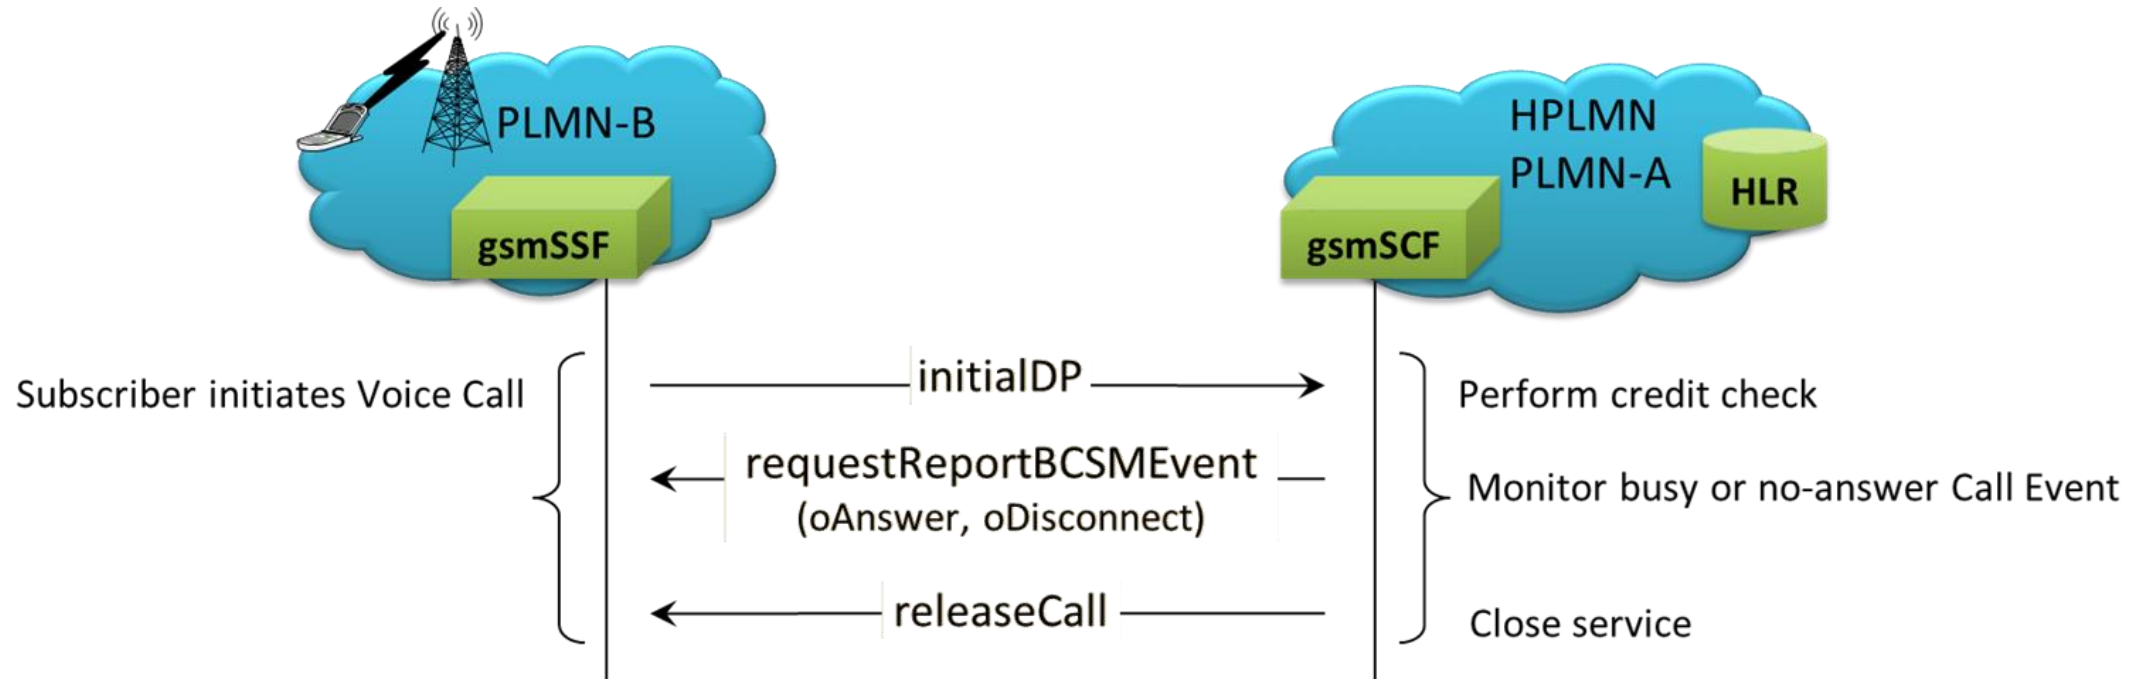 PLMN-B
HPLMN
PLMN-A
HLR
gsmSSF
gsmSCF
initialDP
Subscriber initiates Voice Call
Perform credit check
requestReportBCSMEvent
(oAnswer, oDisconnect)
Monitor busy or no-answer Call Event
releaseCall
Close service